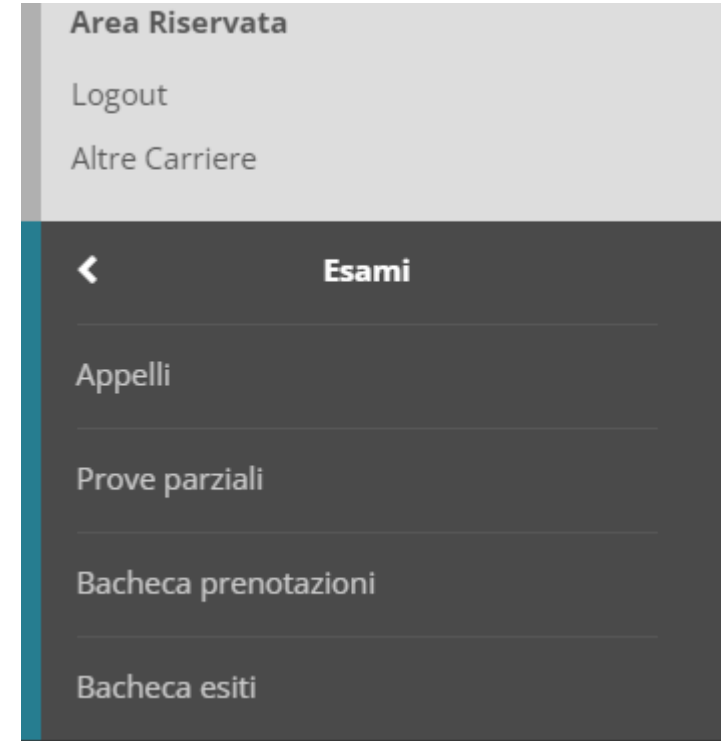 Area Riservata
Logout
Altre Carriere
Esami
Appelli
Prove parziali
Bacheca prenotazioni
Bacheca esiti